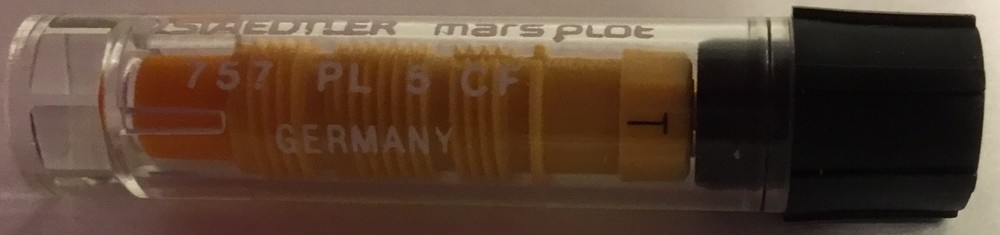 STAEDTLER mars plot
757 PL 5 CF
GERMANY